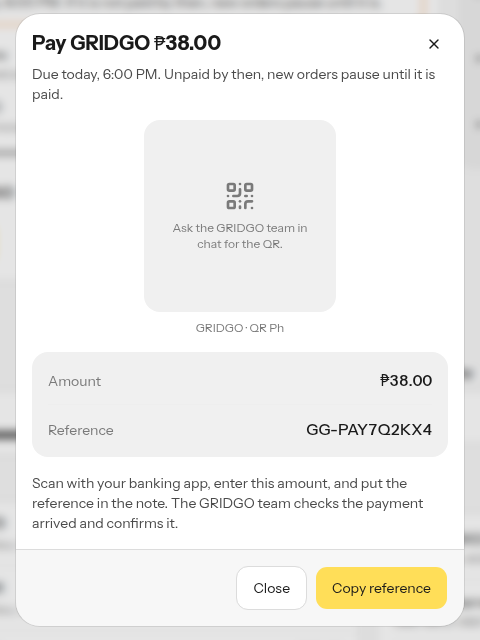 Pay GRIDGO ₱38.00
Due today, 6:00 PM. Unpaid by then, new orders pause until it is
paid.
Ask the GRIDGO team in
chat for the QR.
GRIDGO · QR Ph
Amount ₱38.00
Reference GG-PAY7Q2KX4
Scan with your banking app, enter this amount, and put the
reference in the note. The GRIDGO team checks the payment
arrived and confirms it.
Close Copy reference